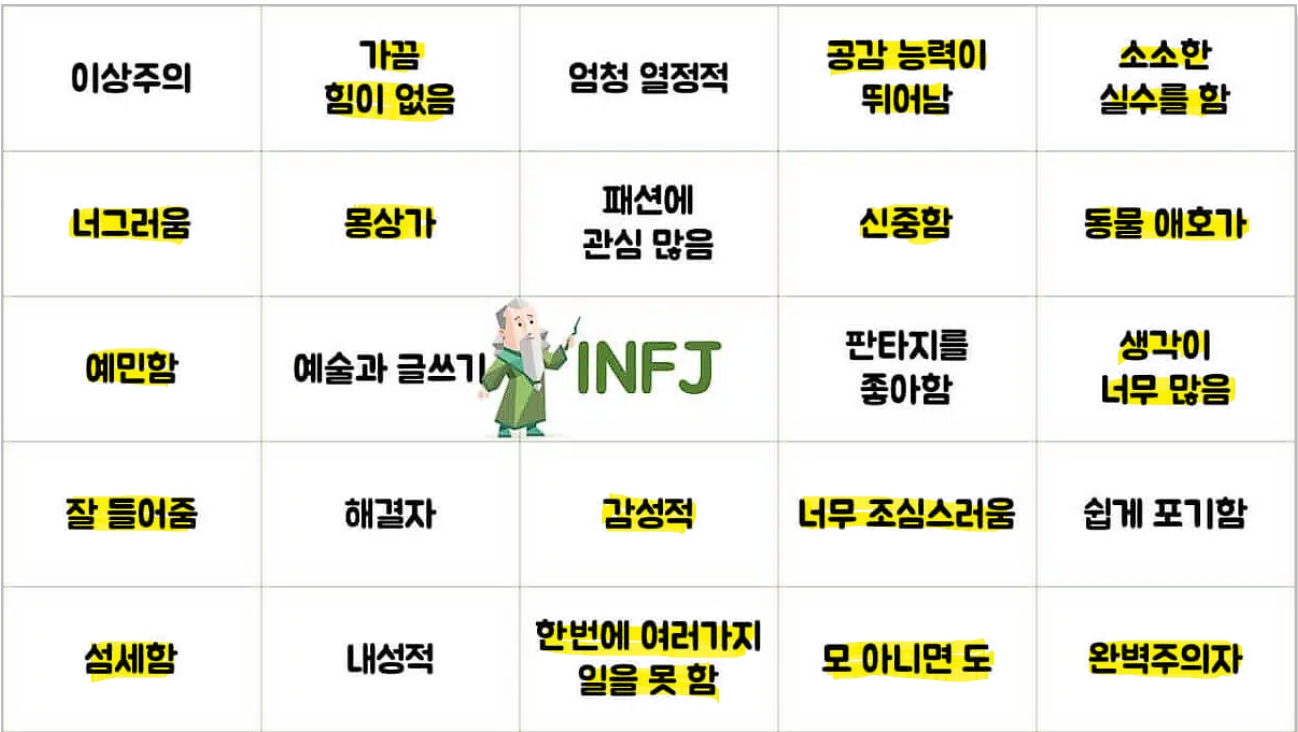 이상주의
가끔
힘이 없음
엄청 열정적
공감 능력이
뛰어남
소소한
실수를 함
너그러움
몽상가
패션에
관심 많음
신중함
동물 애호가
예민함
예술과 글쓰기
INFJ
판타지를
좋아함
생각이
너무 많음
잘 들어줌
해결자
감성적
너무 조심스러움
쉽게 포기함
섬세함
내성적
한번에 여러가지
일을 못 함
모 아니면 도
완벽주의자